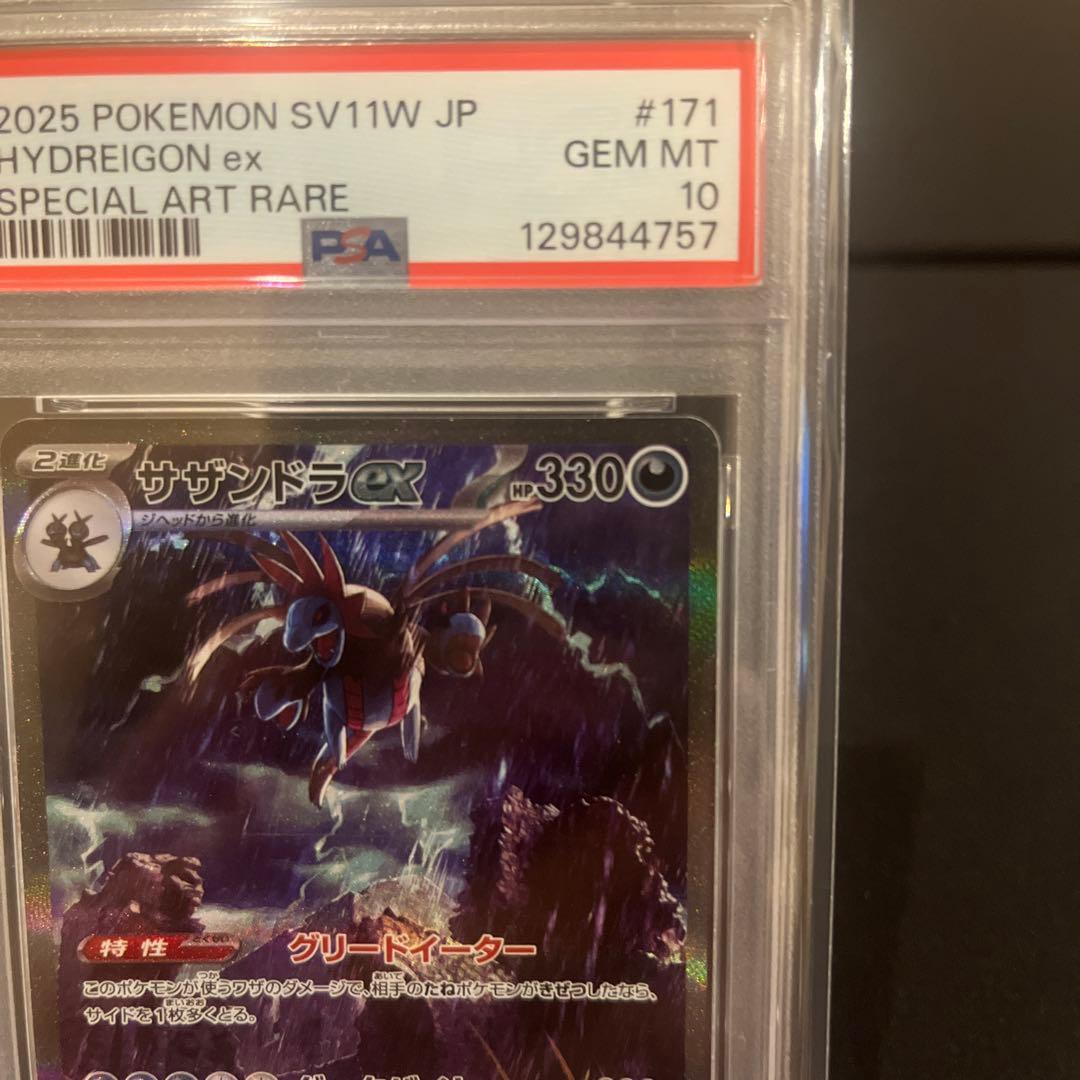 2025 POKEMON SV11W JP #171
HYDREIGON ex GEM MT
SPECIAL ART RARE 10
PSA 129844757
2進化 サザンドラex HP330
ジヘッドから進化
特性 とくせい グリードイーター
このポケモンが使うワザのダメージで、相手のたねポケモンがきぜつしたなら、
サイドを1枚多くとる。